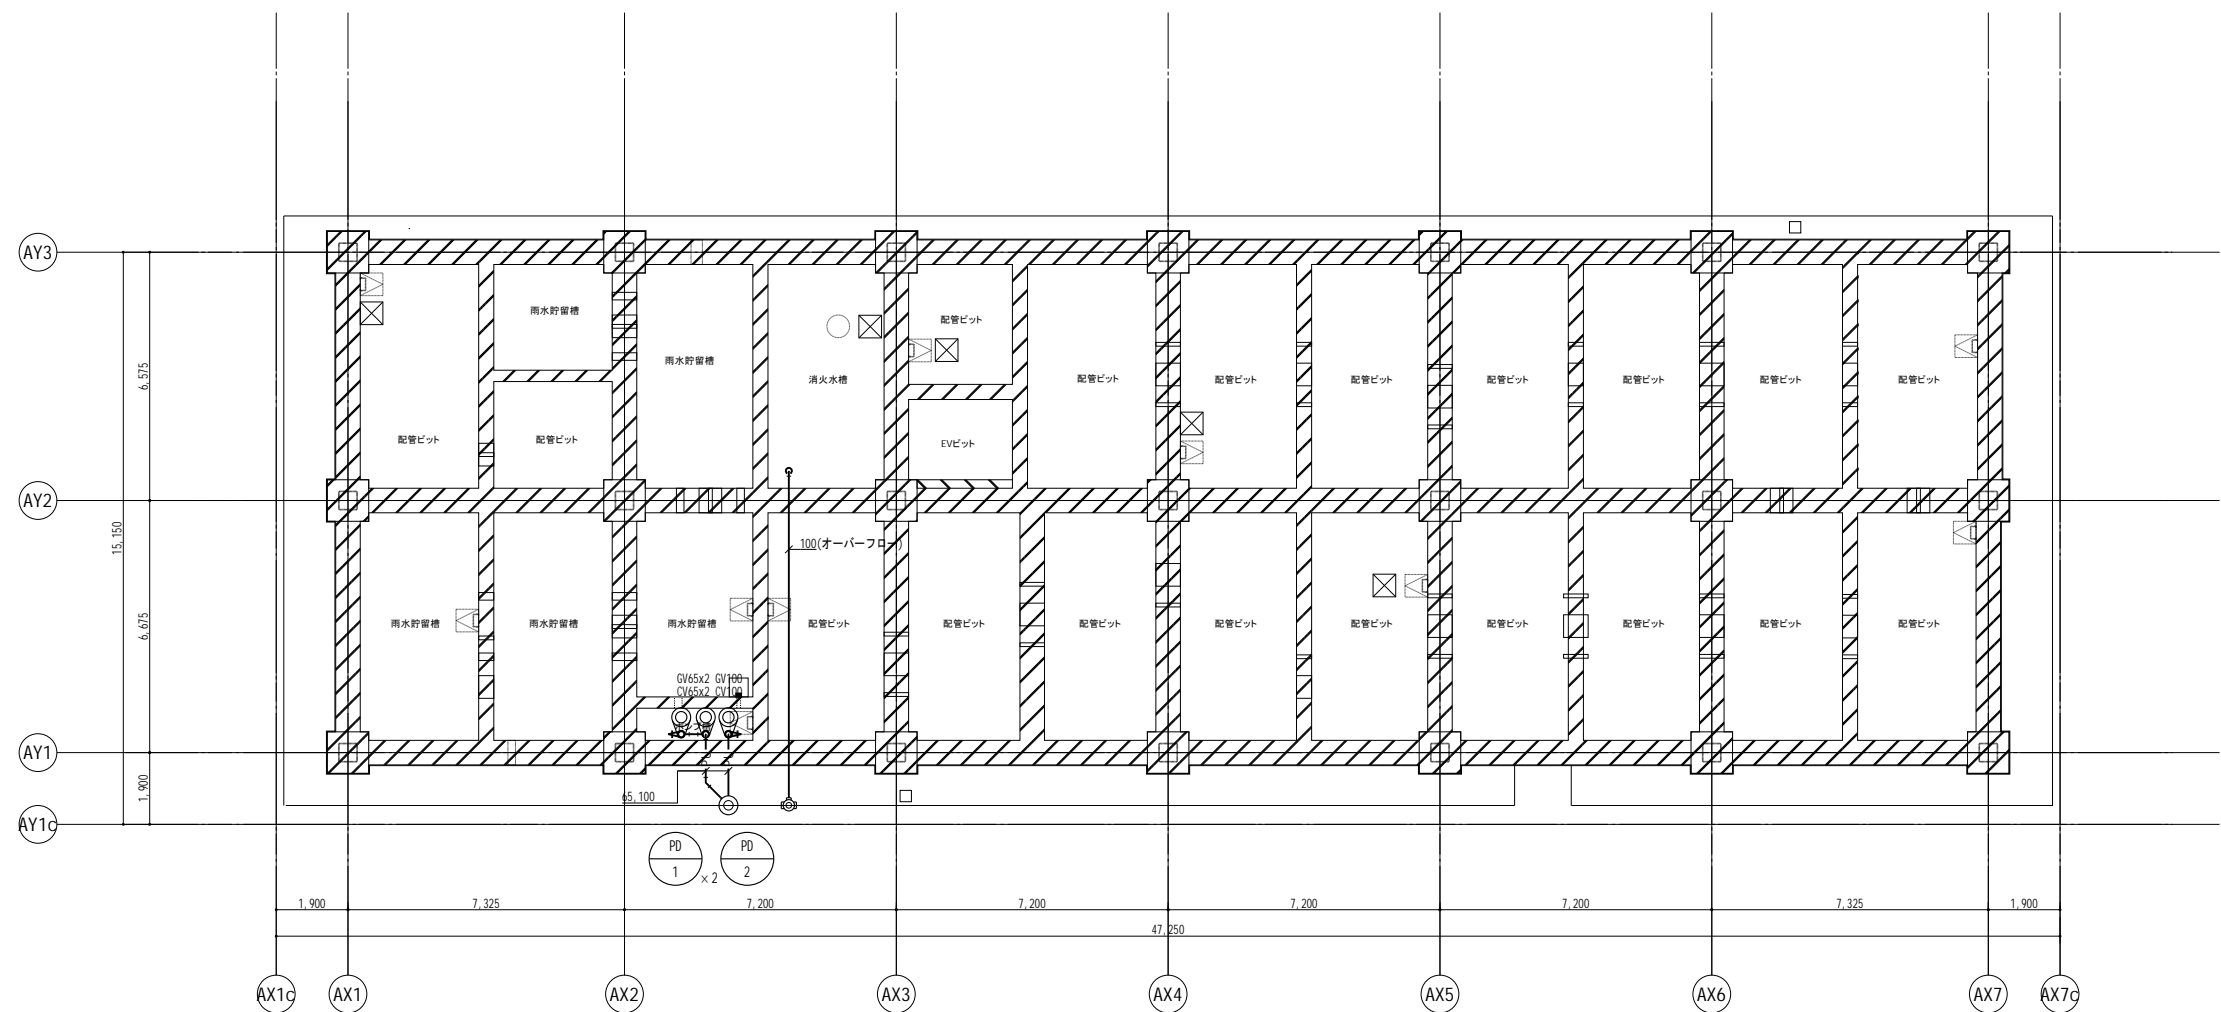 AY3
雨水貯留槽
配管ピット
雨水貯留槽
6,575
消火水槽
配管ピット
配管ピット
配管ピット
配管ピット
配管ピット
配管ピット
配管ピット
配管ピット
配管ピット
EVピット
配管ピット
AY2
15,150
100(オーバーフロー)
6,675
雨水貯留槽
雨水貯留槽
雨水貯留槽
配管ピット
配管ピット
配管ピット
配管ピット
配管ピット
配管ピット
配管ピット
配管ピット
配管ピット
GV65x2 GV100
CV65x2 CV100
AY1
1,900
65,100
AY1c
PD
1
×2
PD
2
1,900
7,325
7,200
7,200
7,200
7,200
7,325
1,900
47,250
AX1c
AX1
AX2
AX3
AX4
AX5
AX6
AX7
AX7c